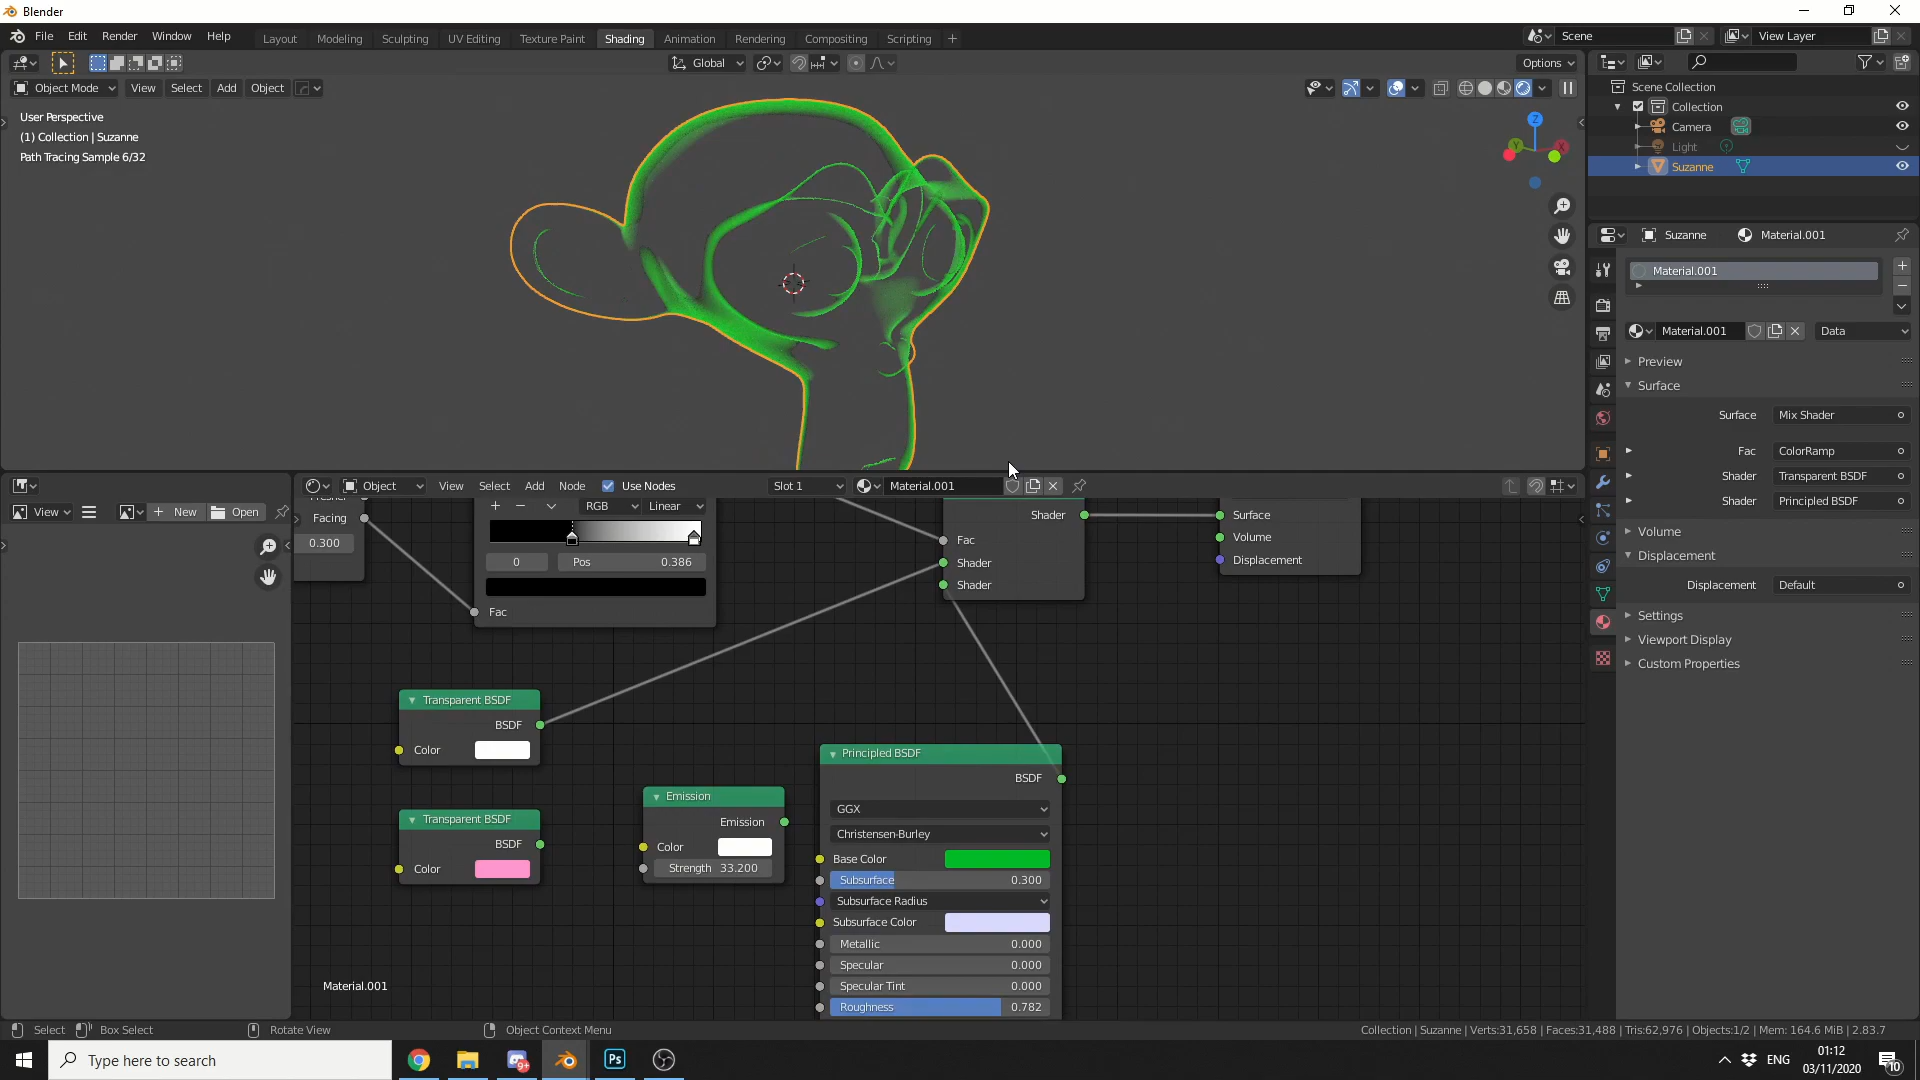 Blender
File Edit Render Window Help
Layout Modeling Sculpting UV Editing Texture Paint Shading Animation Rendering Compositing Scripting +
Scene
View Layer
Global
Options
Object Mode View Select Add Object
User Perspective
(1) Collection | Suzanne
Path Tracing Sample 6/32
Z
Y
X
Scene Collection
Collection
Camera
Light
Suzanne
Suzanne Material.001
Material.001
Material.001 Data
Preview
Surface
Surface Mix Shader
Fac ColorRamp
Shader Transparent BSDF
Shader Principled BSDF
Volume
Displacement
Displacement Default
Settings
Viewport Display
Custom Properties
View + New Open
Object View Select Add Node Use Nodes Slot 1 Material.001
Fresnel
Facing
0.300
RGB Linear
0 Pos 0.386
Fac
Shader
Fac
Shader
Shader
Surface
Volume
Displacement
Transparent BSDF
BSDF
Color
Transparent BSDF
BSDF
Color
Emission
Emission
Color
Strength 33.200
Principled BSDF
BSDF
GGX
Christensen-Burley
Base Color
Subsurface 0.300
Subsurface Radius
Subsurface Color
Metallic 0.000
Specular 0.000
Specular Tint 0.000
Roughness 0.782
Material.001
Select Box Select Rotate View Object Context Menu
Collection | Suzanne | Verts:31,658 | Faces:31,488 | Tris:62,976 | Objects:1/2 | Mem: 164.6 MiB | 2.83.7
Type here to search
9+
Ps
ENG
01:12
03/11/2020
10